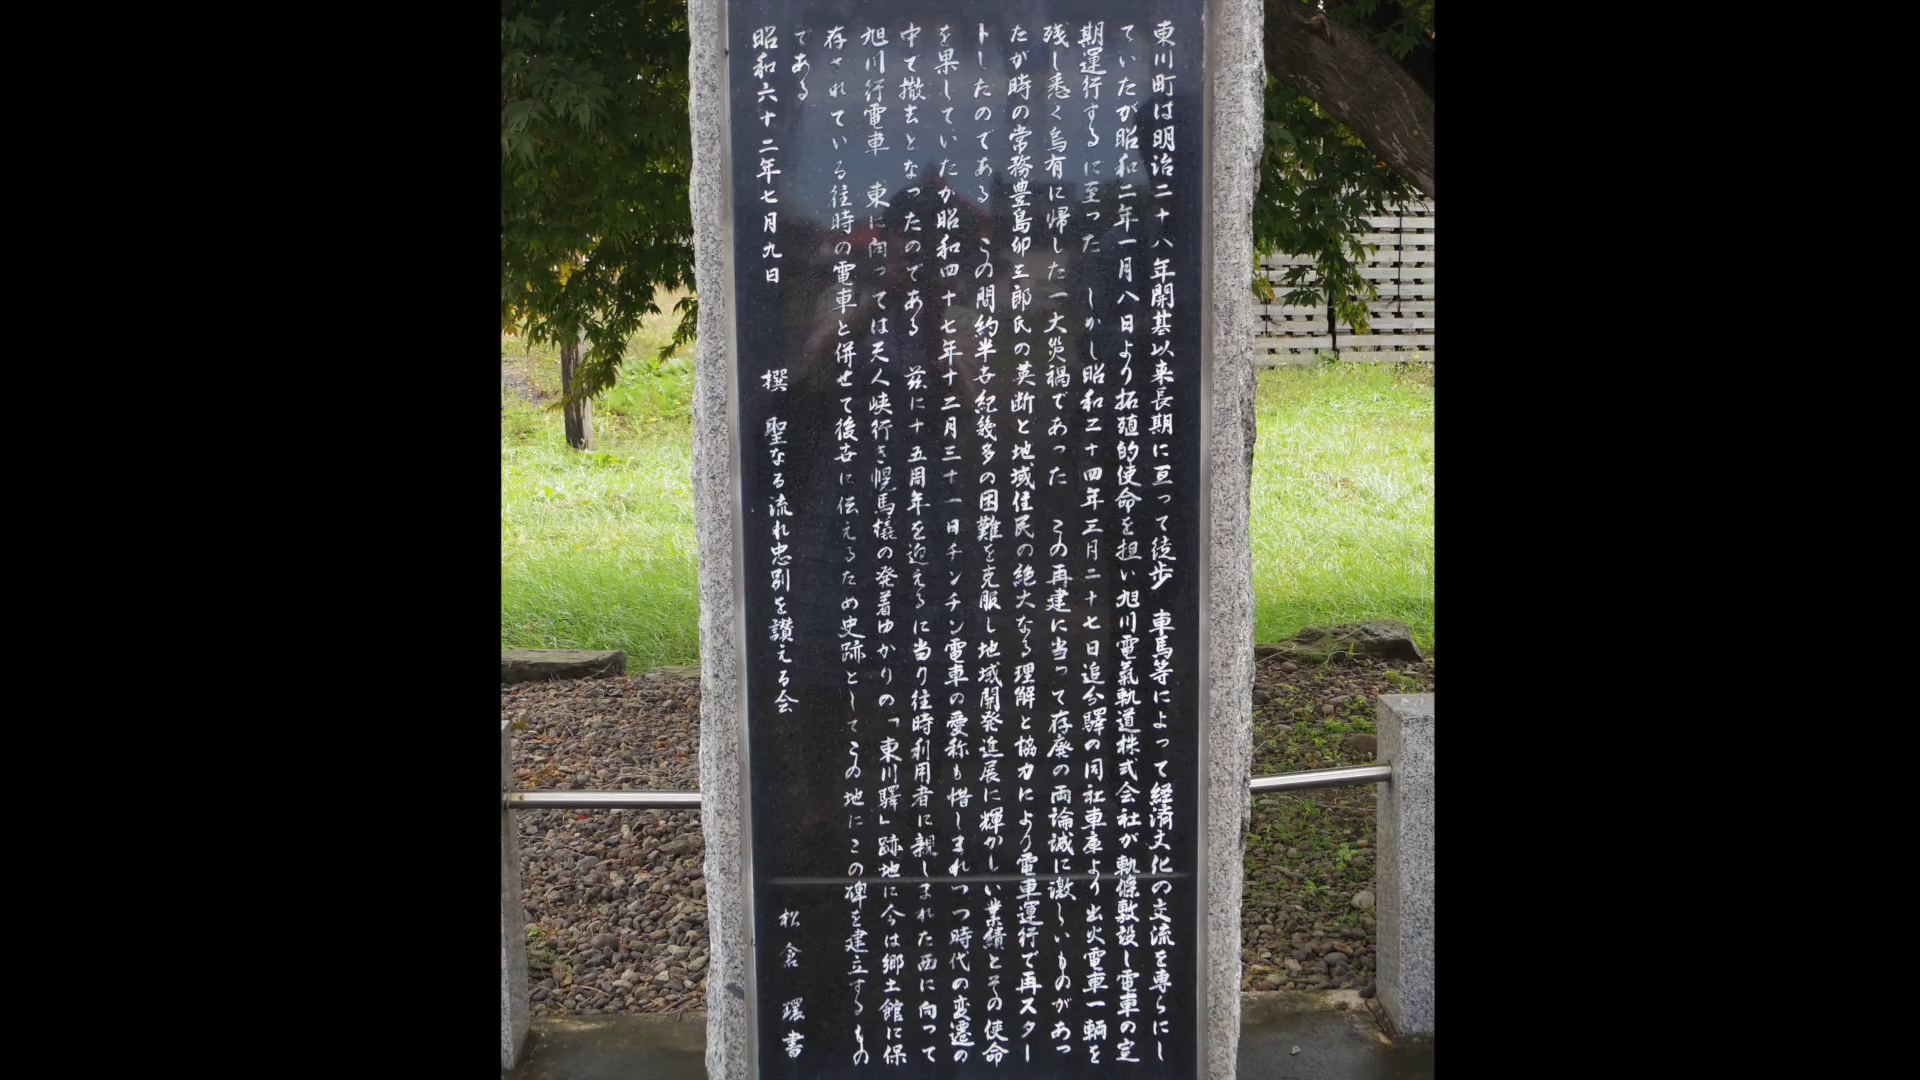 東川町は明治二十八年開基以来長期に亘って徒歩　車馬等によって経済文化の交流を専らにし
ていたが昭和二年一月八日より拓殖的使命を担い旭川電氣軌道株式会社が軌條敷設し電車の定
期運行するに至った　しかし昭和二十四年三月二十七日追分驛の同社車庫より出火電車一輌を
残し悉く烏有に帰した一大災禍であった　この再建に当って存廃の両論誠に激しいものがあっ
たが時の常務豊島卯三郎氏の英断と地域住民の絶大なる理解と協力により電車運行で再スター
トしたのである　この間約半世紀幾多の困難を克服し地域開発進展に輝かしい業績とその使命
を果していたが昭和四十七年十二月三十一日チンチン電車の愛称も惜しまれつつ時代の変遷の
中で撤去となったのである　茲に十五周年を迎えるに当り往時利用者に親しまれた西に向って
旭川行電車　東に向っては天人峡行き幌馬橇の発着ゆかりの「東川驛」跡地に今は郷土館に保
存されている往時の電車と併せて後世に伝えるため史跡としてこの地にこの碑を建立するもの
である
昭和六十二年七月九日　撰　聖なる流れ忠別を讃える会　松倉　環書